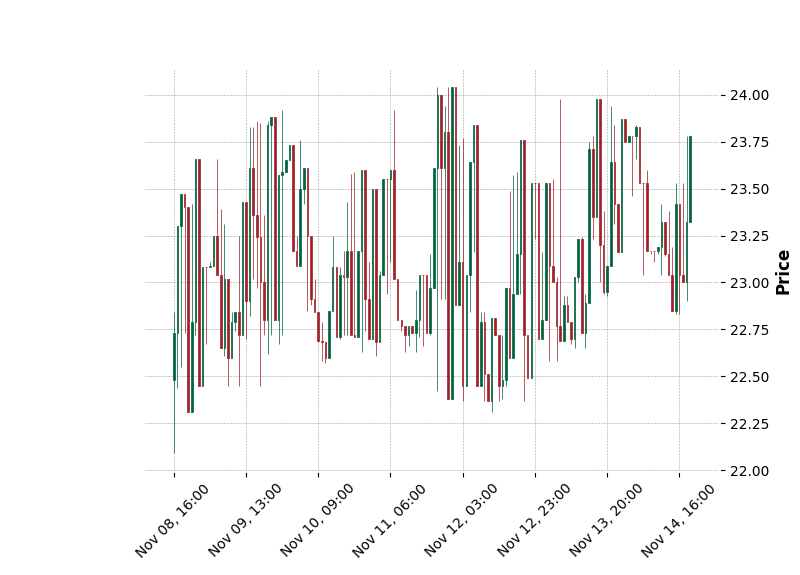 24.00
23.75
23.50
23.25
23.00
22.75
22.50
22.25
22.00
Price
Nov 08, 16:00
Nov 09, 13:00
Nov 10, 09:00
Nov 11, 06:00
Nov 12, 03:00
Nov 12, 23:00
Nov 13, 20:00
Nov 14, 16:00